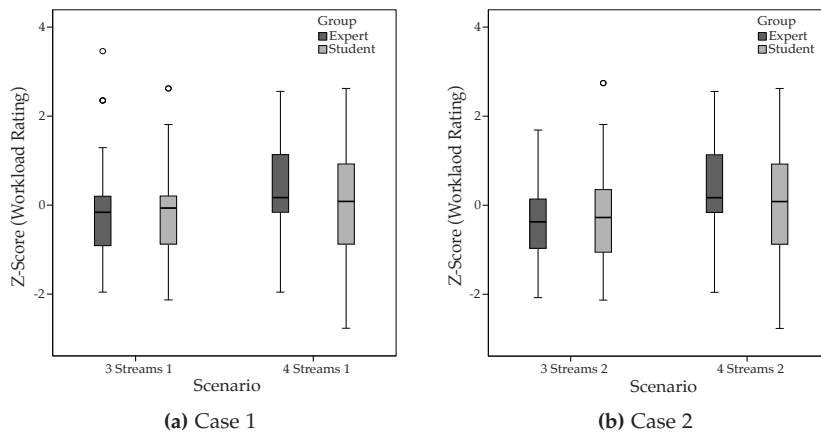 Group
Expert
Student
4
2
0
-2
Z-Score (Workload Rating)
3 Streams 1
4 Streams 1
Scenario
(a) Case 1
Group
Expert
Student
4
2
0
-2
Z-Score (Worklaod Rating)
3 Streams 2
4 Streams 2
Scenario
(b) Case 2